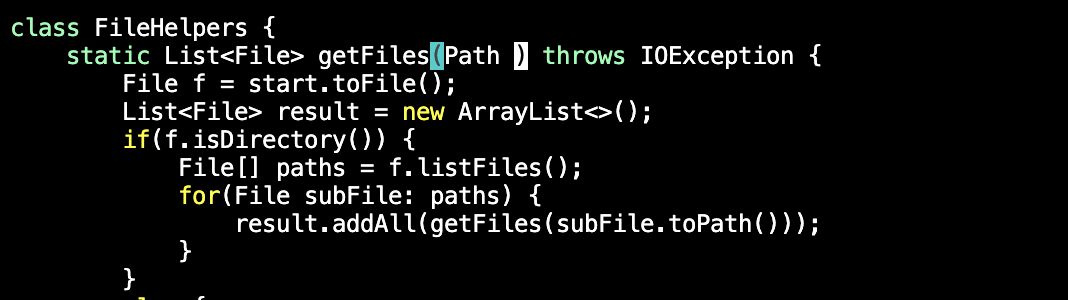 class FileHelpers {
    static List<File> getFiles(Path ) throws IOException {
        File f = start.toFile();
        List<File> result = new ArrayList<>();
        if(f.isDirectory()) {
            File[] paths = f.listFiles();
            for(File subFile: paths) {
                result.addAll(getFiles(subFile.toPath()));
            }
        }